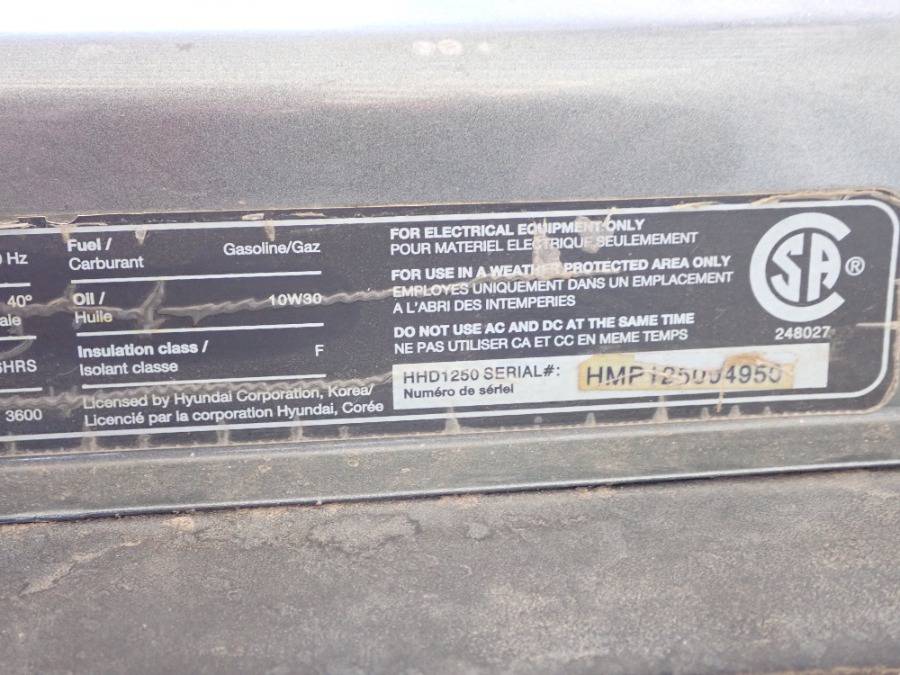 Hz
Fuel /
Carburant
Gasoline/Gaz
40°
ale
Oil /
Huile
10W30
HRS
Insulation class /
Isolant classe
F
3600
Licensed by Hyundai Corporation, Korea/
Licencié par la corporation Hyundai, Corée
FOR ELECTRICAL EQUIPMENT ONLY
POUR MATERIEL ELECTRIQUE SEULEMEMENT
FOR USE IN A WEATHER PROTECTED AREA ONLY
EMPLOYES UNIQUEMENT DANS UN EMPLACEMENT
A L'ABRI DES INTEMPERIES
DO NOT USE AC AND DC AT THE SAME TIME
NE PAS UTILISER CA ET CC EN MEME TEMPS
HHD1250 SERIAL#:
Numéro de sériel
SA ®
248027